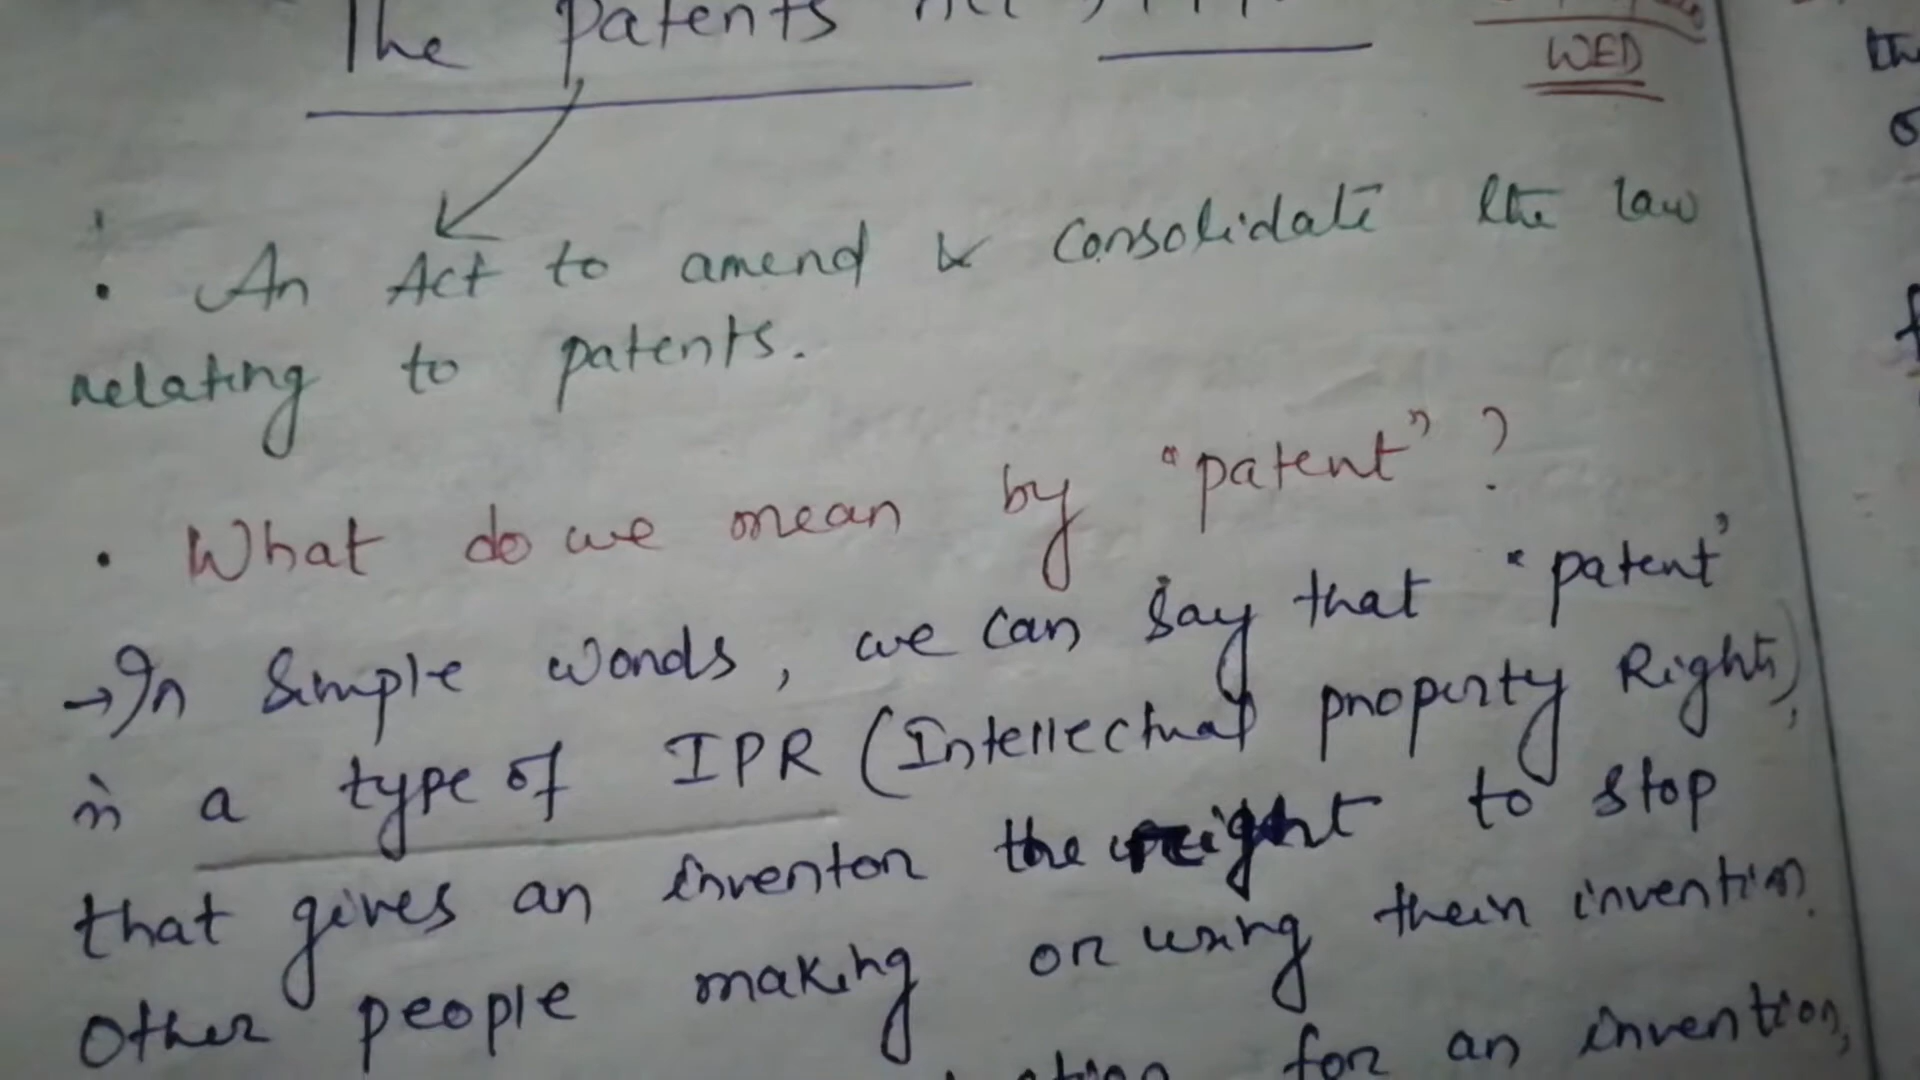 The Patents Act,
WED
• An Act to amend & consolidate the law
relating to patents.
• What do we mean by "patent" ?
→ In simple words, we can say that "patent"
is a type of IPR (Intellectual property Rights),
that gives an inventor the right to stop
other people making or using their invention.
for an invention,